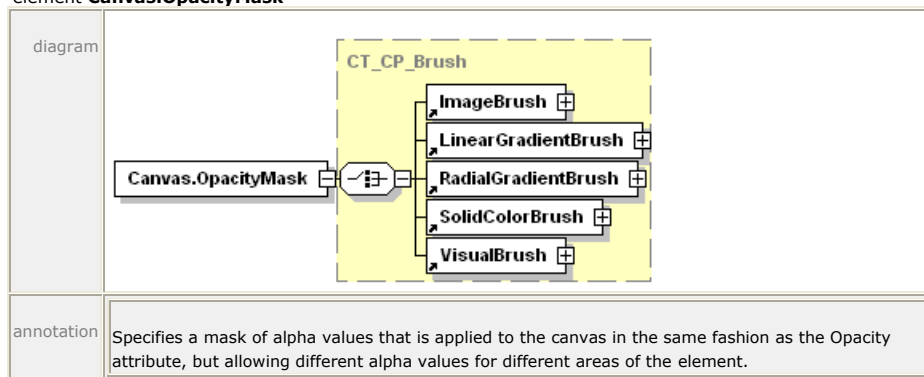 element Canvas.OpacityMask
diagram
CT_CP_Brush
ImageBrush
LinearGradientBrush
Canvas.OpacityMask
RadialGradientBrush
SolidColorBrush
VisualBrush
annotation
Specifies a mask of alpha values that is applied to the canvas in the same fashion as the Opacity
attribute, but allowing different alpha values for different areas of the element.